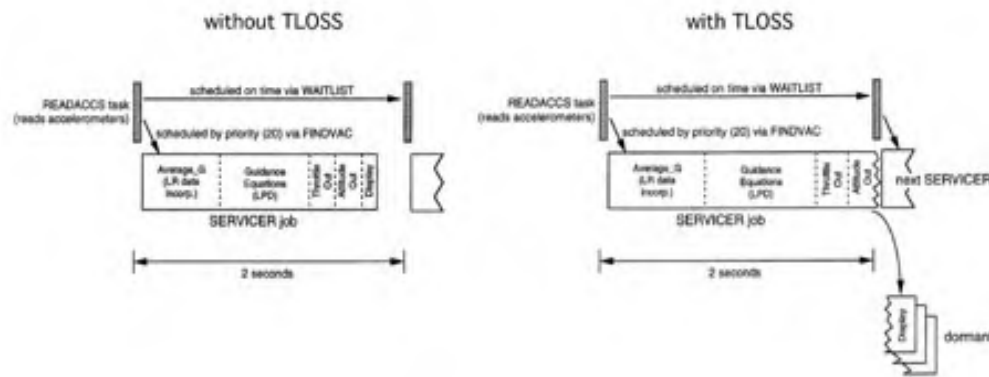 without TLOSS
READACCS task
(reads accelerometers)
scheduled on time via WAITLIST
scheduled by priority (20) via FINDVAC
Average_G
(LR data
incorp.)
Guidance
Equations
(LPD)
Throttle
Out
Attitude
Out
Display
SERVICER job
2 seconds
with TLOSS
READACCS task
(reads accelerometers)
scheduled on time via WAITLIST
scheduled by priority (20) via FINDVAC
Average_G
(LR data
incorp.)
Guidance
Equations
(LPD)
Throttle
Out
Attitude
Out
next SERVICER
SERVICER job
2 seconds
Display
dorman